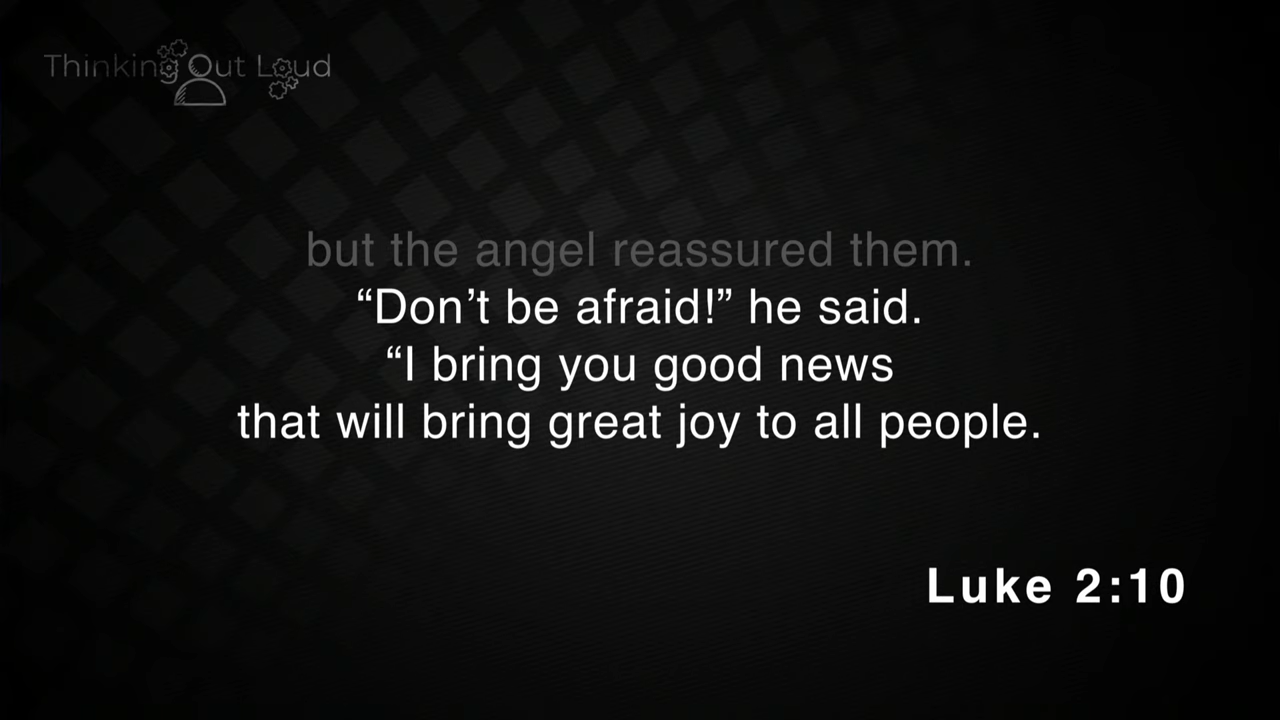 Thinking Out Loud
but the angel reassured them.
“Don’t be afraid!” he said.
“I bring you good news
that will bring great joy to all people.
Luke 2:10